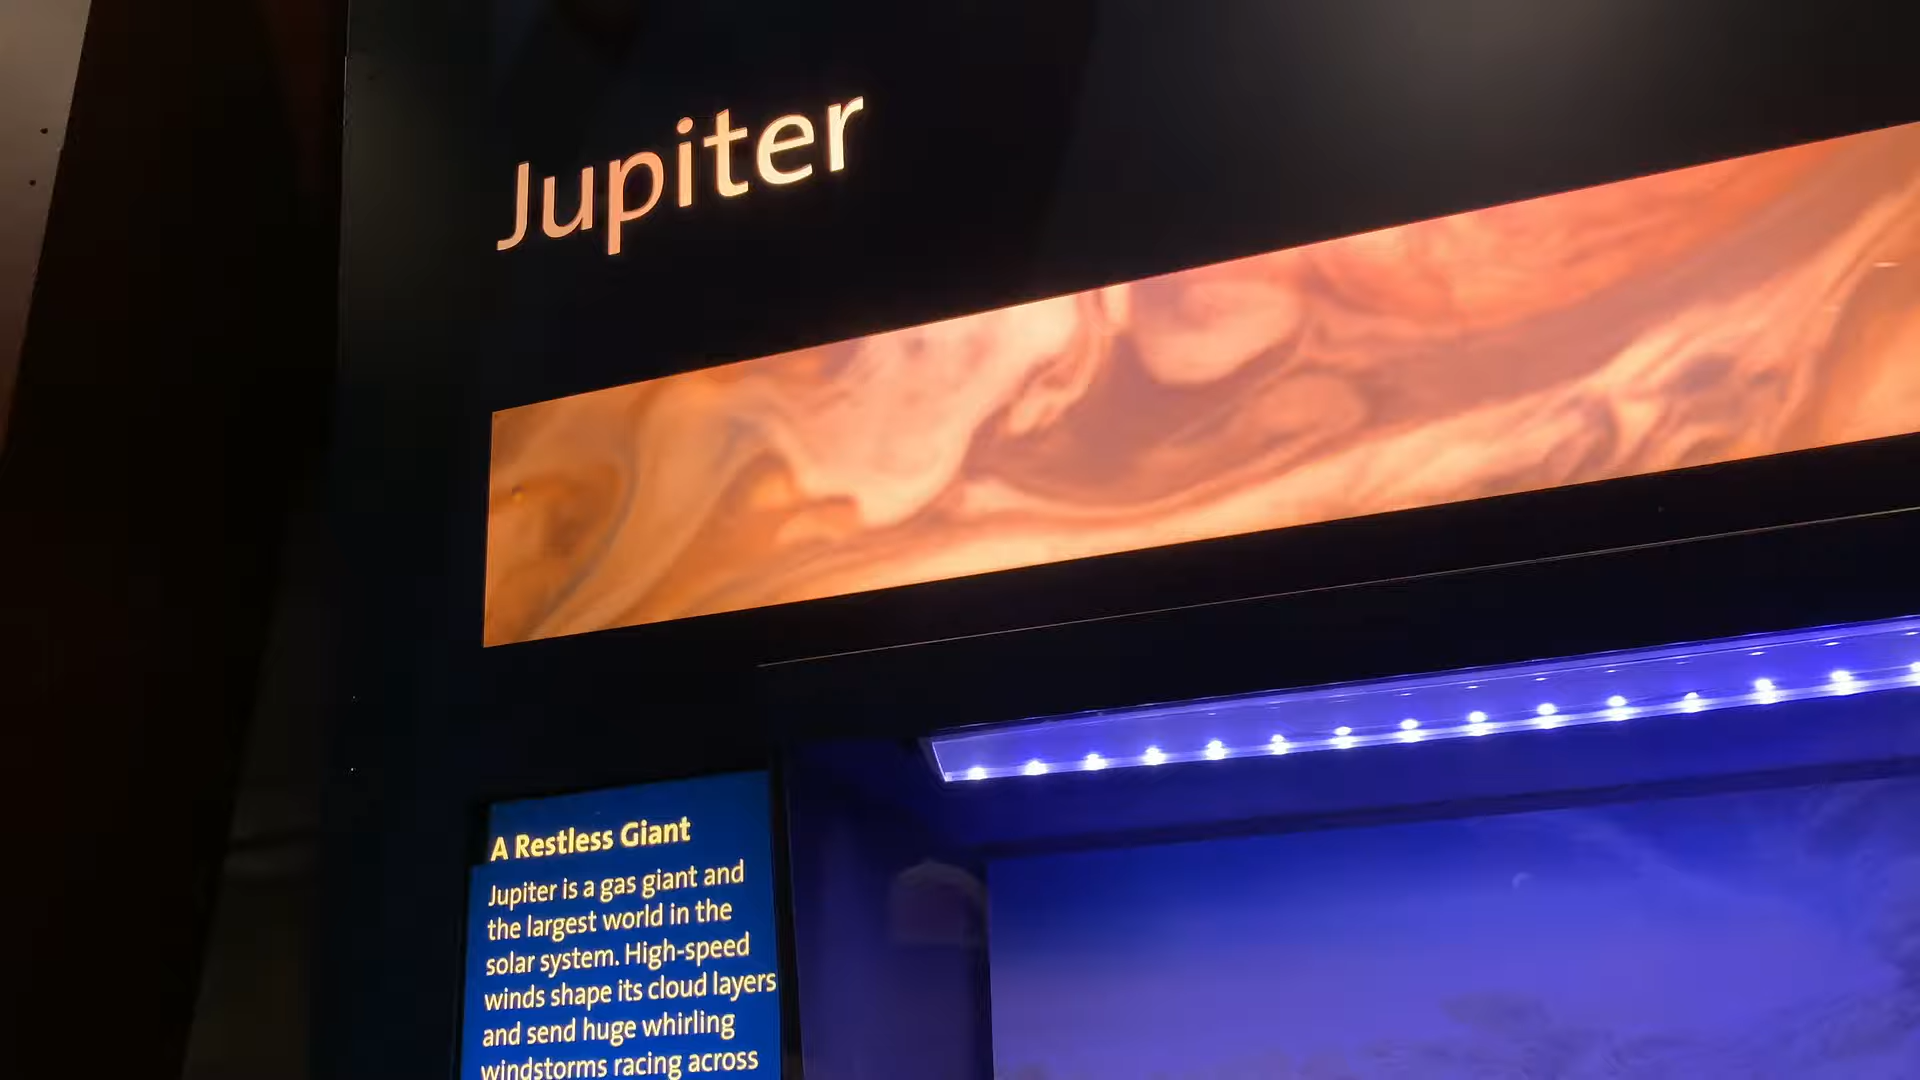 Jupiter
A Restless Giant
Jupiter is a gas giant and
the largest world in the
solar system. High-speed
winds shape its cloud layers
and send huge whirling
windstorms racing across